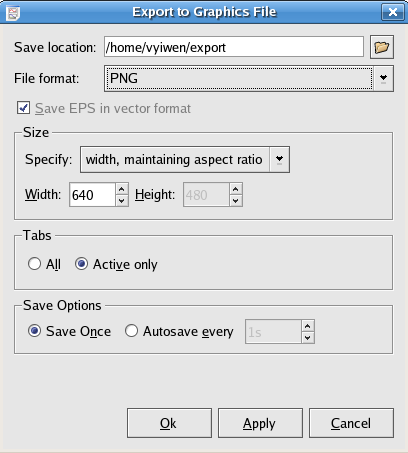 Export to Graphics File
Save location: /home/vyiwen/export
File format: PNG
Save EPS in vector format
Size
Specify: width, maintaining aspect ratio
Width: 640 Height: 480
Tabs
All Active only
Save Options
Save Once Autosave every 1s
Ok Apply Cancel